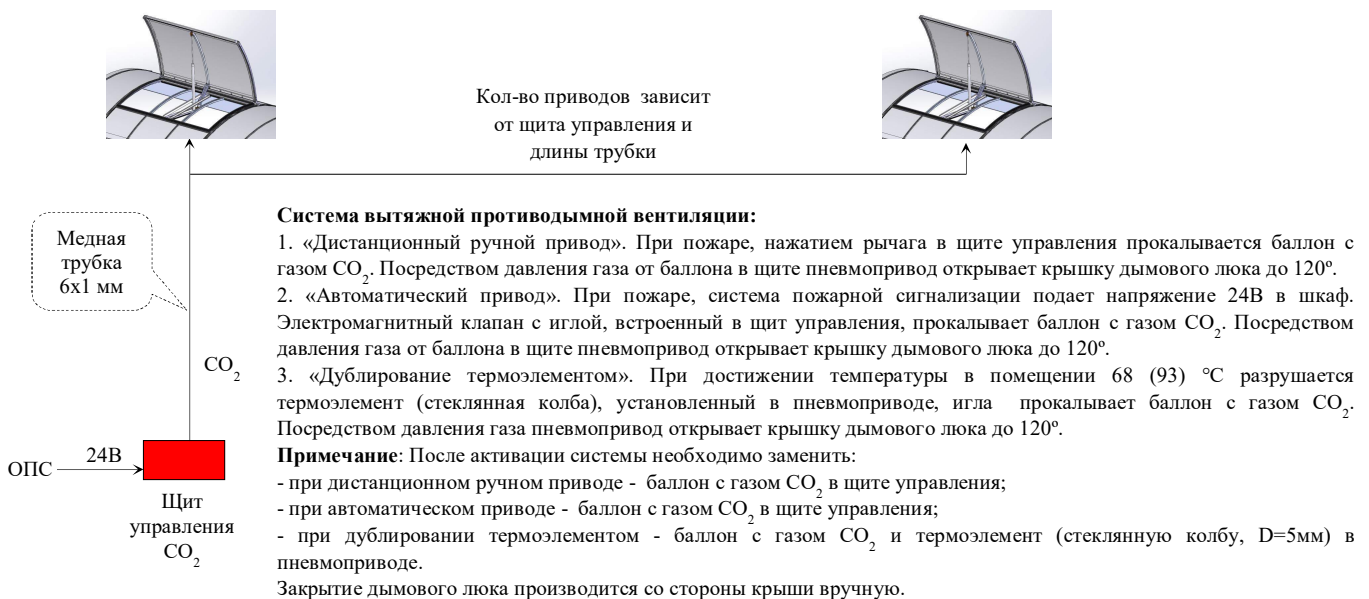 Кол-во приводов зависит
от щита управления и
длины трубки
Медная
трубка
6х1 мм
Система вытяжной противодымной вентиляции:
1. «Дистанционный ручной привод». При пожаре, нажатием рычага в щите управления прокалывается баллон с
газом CO₂. Посредством давления газа от баллона в щите пневмопривод открывает крышку дымового люка до 120º.
2. «Автоматический привод». При пожаре, система пожарной сигнализации подает напряжение 24В в шкаф.
Электромагнитный клапан с иглой, встроенный в щит управления, прокалывает баллон с газом CO₂. Посредством
давления газа от баллона в щите пневмопривод открывает крышку дымового люка до 120º.
3. «Дублирование термоэлементом». При достижении температуры в помещении 68 (93) °С разрушается
термоэлемент (стеклянная колба), установленный в пневмоприводе, игла прокалывает баллон с газом CO₂.
Посредством давления газа пневмопривод открывает крышку дымового люка до 120º.
Примечание: После активации системы необходимо заменить:
- при дистанционном ручном приводе - баллон с газом CO₂ в щите управления;
- при автоматическом приводе - баллон с газом CO₂ в щите управления;
- при дублировании термоэлементом - баллон с газом CO₂ и термоэлемент (стеклянную колбу, D=5мм) в
пневмоприводе.
Закрытие дымового люка производится со стороны крыши вручную.
CO₂
24В
ОПС
Щит
управления
CO₂